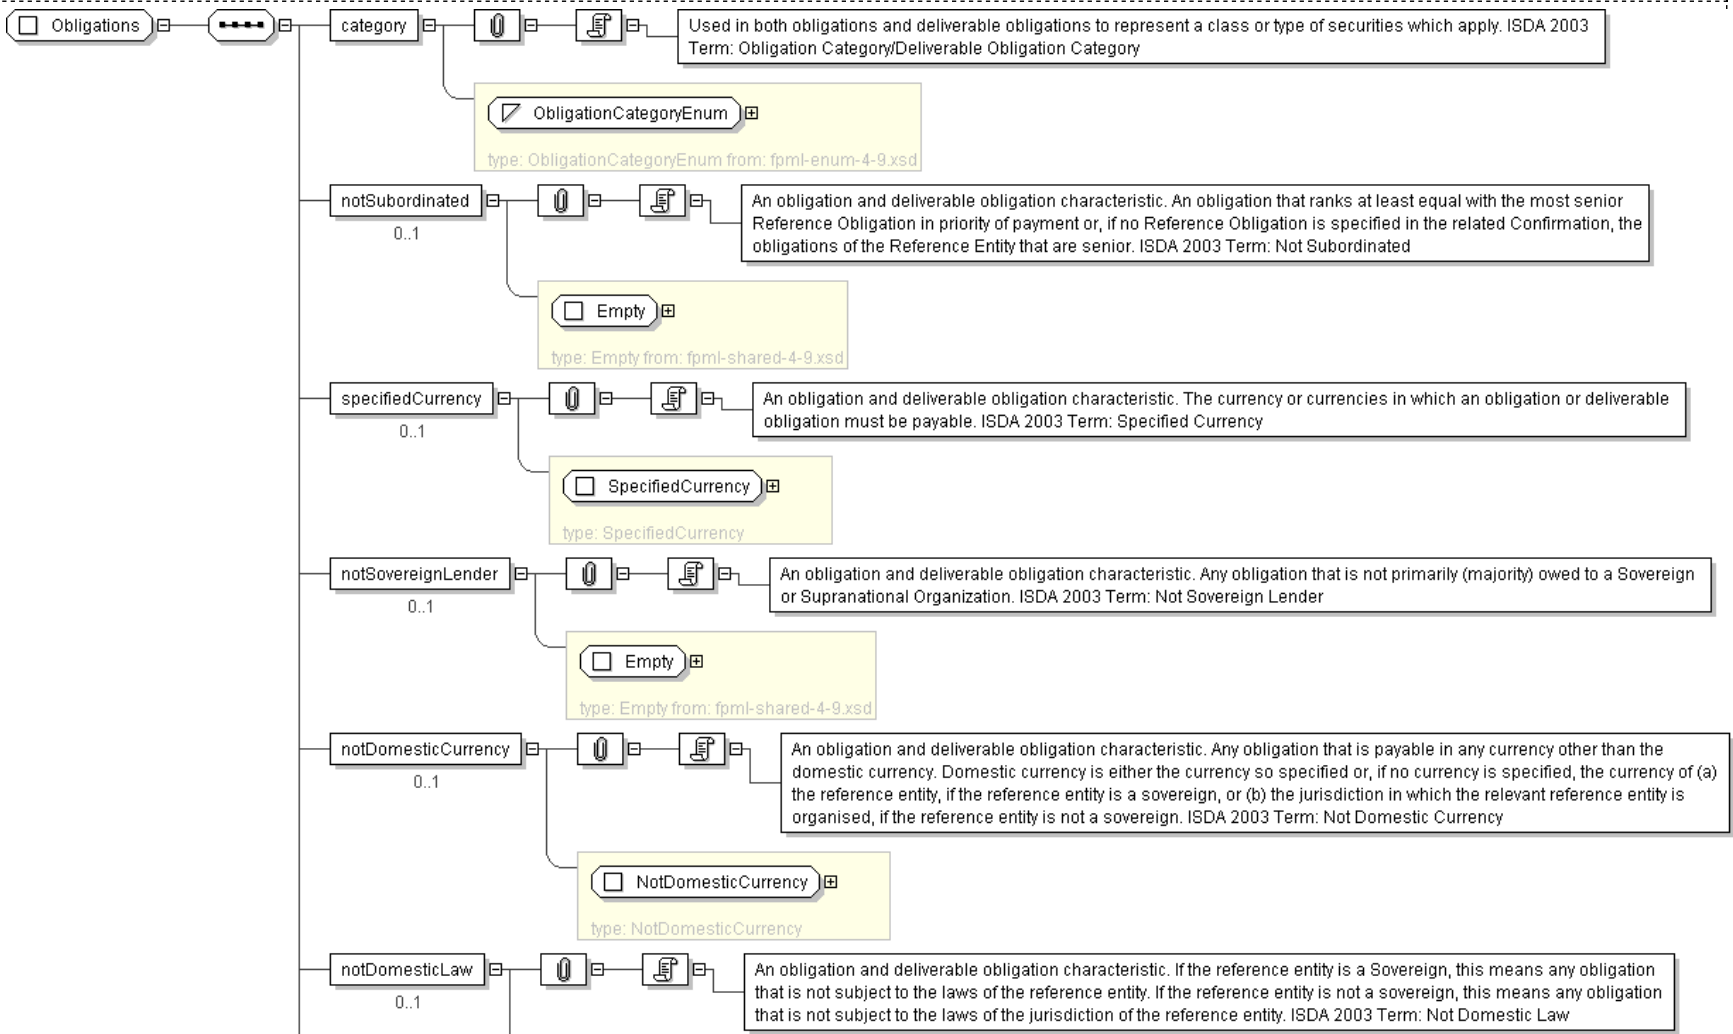 Obligations
category
Used in both obligations and deliverable obligations to represent a class or type of securities which apply. ISDA 2003
Term: Obligation Category/Deliverable Obligation Category
ObligationCategoryEnum
type: ObligationCategoryEnum from: fpml-enum-4-9.xsd
notSubordinated
0..1
An obligation and deliverable obligation characteristic. An obligation that ranks at least equal with the most senior
Reference Obligation in priority of payment or, if no Reference Obligation is specified in the related Confirmation, the
obligations of the Reference Entity that are senior. ISDA 2003 Term: Not Subordinated
Empty
type: Empty from: fpml-shared-4-9.xsd
specifiedCurrency
0..1
An obligation and deliverable obligation characteristic. The currency or currencies in which an obligation or deliverable
obligation must be payable. ISDA 2003 Term: Specified Currency
SpecifiedCurrency
type: SpecifiedCurrency
notSovereignLender
0..1
An obligation and deliverable obligation characteristic. Any obligation that is not primarily (majority) owed to a Sovereign
or Supranational Organization. ISDA 2003 Term: Not Sovereign Lender
Empty
type: Empty from: fpml-shared-4-9.xsd
notDomesticCurrency
0..1
An obligation and deliverable obligation characteristic. Any obligation that is payable in any currency other than the
domestic currency. Domestic currency is either the currency so specified or, if no currency is specified, the currency of (a)
the reference entity, if the reference entity is a sovereign, or (b) the jurisdiction in which the relevant reference entity is
organised, if the reference entity is not a sovereign. ISDA 2003 Term: Not Domestic Currency
NotDomesticCurrency
type: NotDomesticCurrency
notDomesticLaw
0..1
An obligation and deliverable obligation characteristic. If the reference entity is a Sovereign, this means any obligation
that is not subject to the laws of the reference entity. If the reference entity is not a sovereign, this means any obligation
that is not subject to the laws of the jurisdiction of the reference entity. ISDA 2003 Term: Not Domestic Law